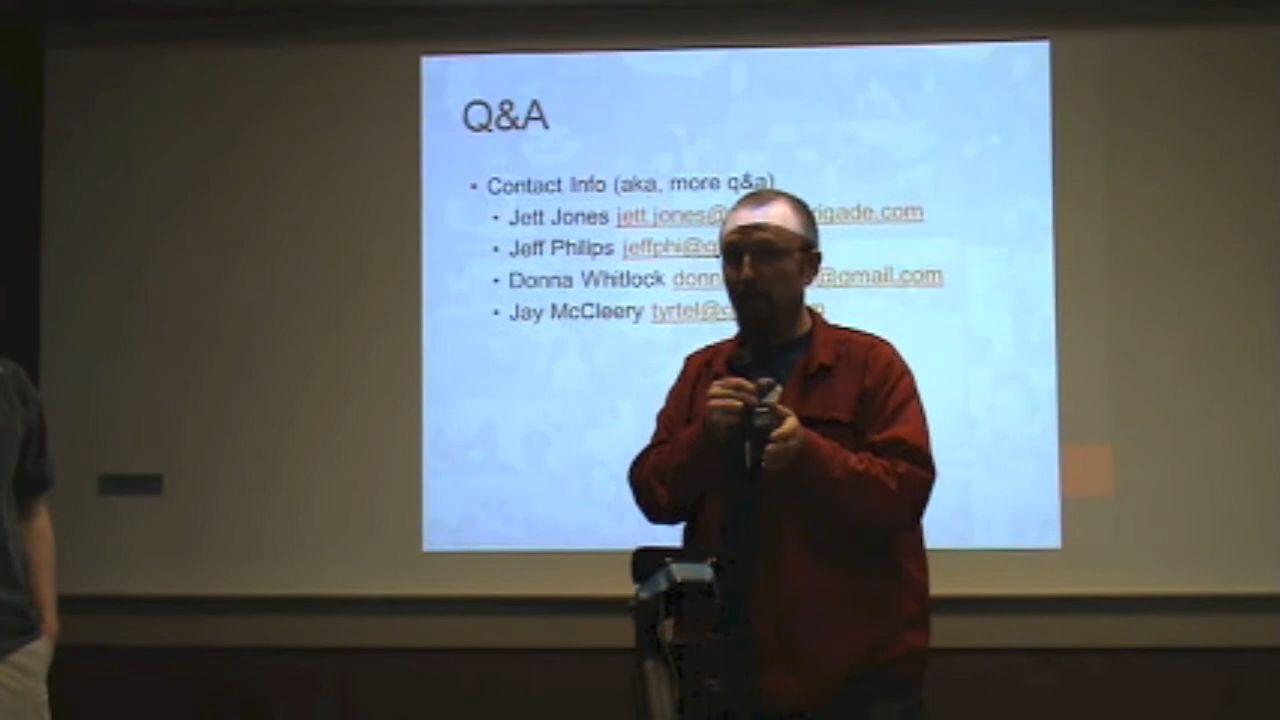 Q&A
• Contact Info (aka, more q&a)
• Jett Jones jett.jones@ rigade.com
• Jeff Philips jeffphi@
• Donna Whitlock donn @gmail.com
• Jay McCleery tyrtel@